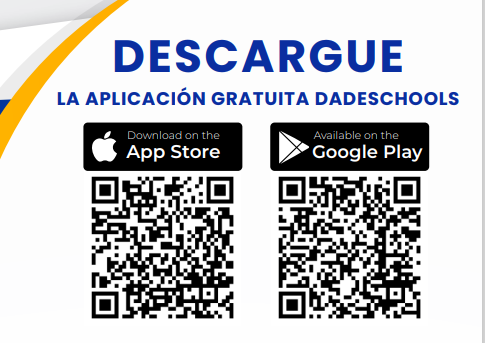 DESCARGUE
LA APLICACIÓN GRATUITA DADESCHOOLS
Download on the
App Store
Available on the
Google Play